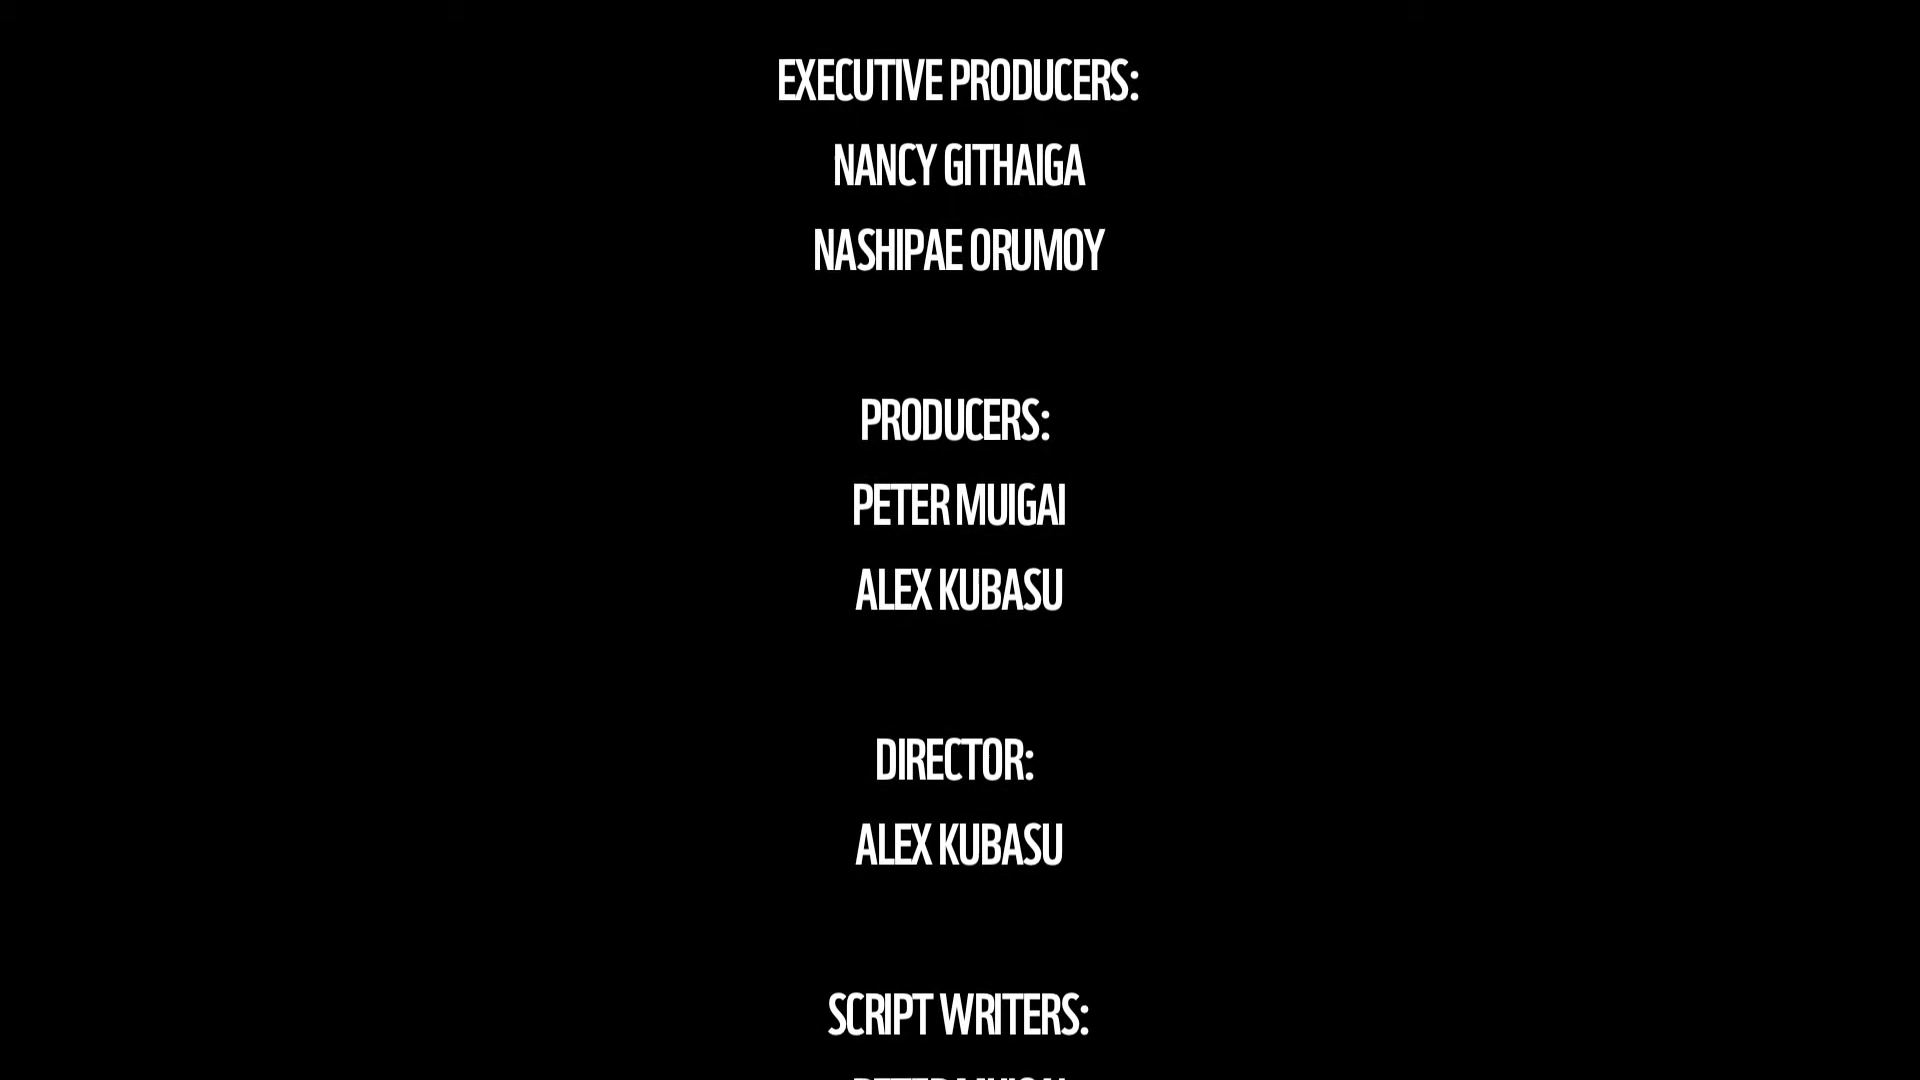 EXECUTIVE PRODUCERS:
NANCY GITHAIGA
NASHIPAE ORUMOY
PRODUCERS:
PETER MUIGAI
ALEX KUBASU
DIRECTOR:
ALEX KUBASU
SCRIPT WRITERS: